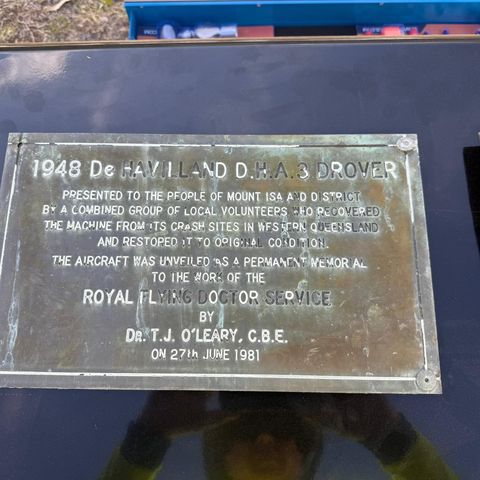 1948 De HAVILLAND D.H.A.3 DROVER
PRESENTED TO THE PEOPLE OF MOUNT ISA AND DISTRICT
BY A COMBINED GROUP OF LOCAL VOLUNTEERS WHO RECOVERED
THE MACHINE FROM ITS CRASH SITES IN WESTERN QUEENSLAND
AND RESTORED IT TO ORIGINAL CONDITION.
THE AIRCRAFT WAS UNVEILED AS A PERMANENT MEMORIAL
TO THE WORK OF THE
ROYAL FLYING DOCTOR SERVICE
BY
DR. T.J. O'LEARY, C.B.E.
ON 27th JUNE 1981